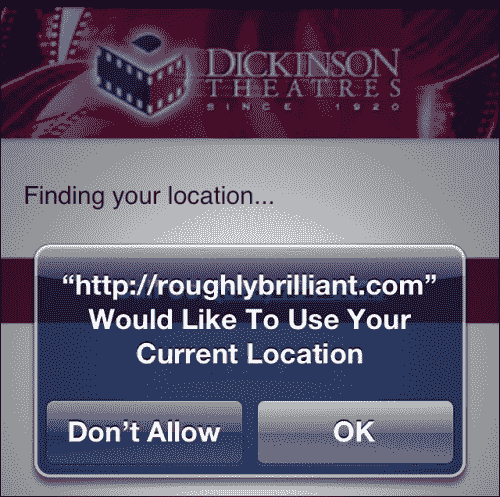 DICKINSON
THEATRES
SINCE 1920
Finding your location...
“http://roughlybrilliant.com”
Would Like To Use Your
Current Location
Don’t Allow
OK